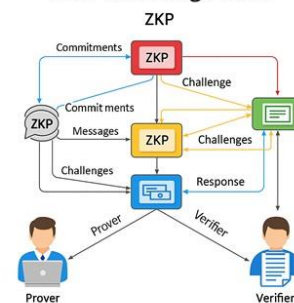 ZKP
Commitments
ZKP
Challenge
Commit ments
ZKP
Messages
ZKP
Challenges
Challenges
Response
Prover
Verifier
Prover
Verifier